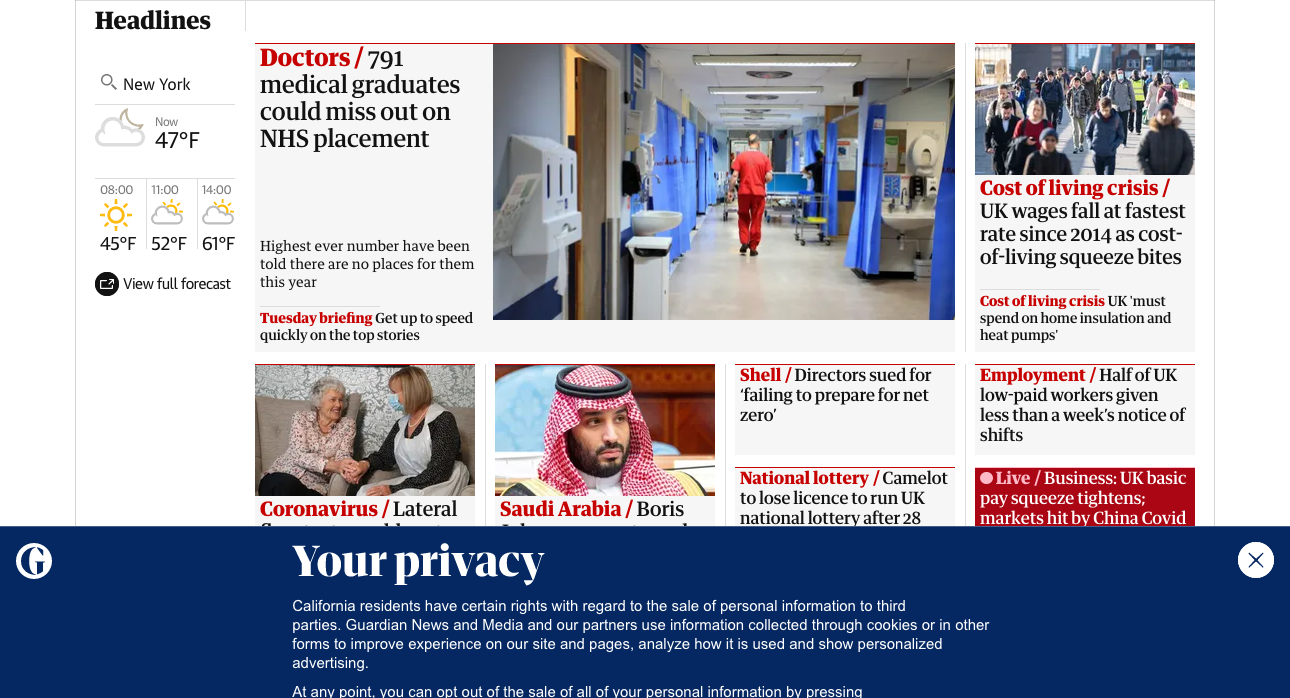 Headlines
New York
Now
47°F
08:00
11:00
14:00
45°F
52°F
61°F
View full forecast
Doctors / 791
medical graduates
could miss out on
NHS placement
Highest ever number have been
told there are no places for them
this year
Tuesday briefing Get up to speed
quickly on the top stories
Cost of living crisis /
UK wages fall at fastest
rate since 2014 as cost-
of-living squeeze bites
Cost of living crisis UK 'must
spend on home insulation and
heat pumps'
Coronavirus / Lateral
Saudi Arabia / Boris
Shell / Directors sued for
‘failing to prepare for net
zero’
National lottery / Camelot
to lose licence to run UK
national lottery after 28
Employment / Half of UK
low-paid workers given
less than a week’s notice of
shifts
Live / Business: UK basic
pay squeeze tightens;
markets hit by China Covid
G
Your privacy
California residents have certain rights with regard to the sale of personal information to third
parties. Guardian News and Media and our partners use information collected through cookies or in other
forms to improve experience on our site and pages, analyze how it is used and show personalized
advertising.
At any point, you can opt out of the sale of all of your personal information by pressing